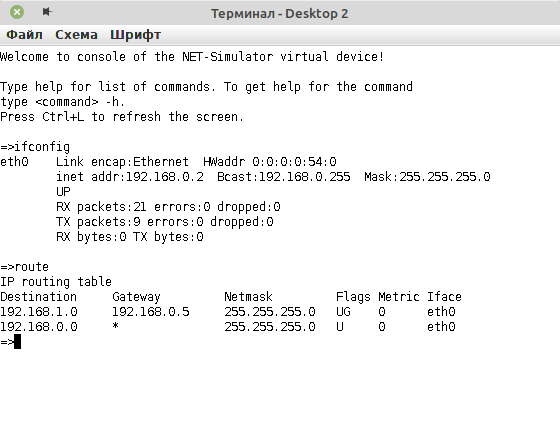 Терминал - Desktop 2
Файл Схема Шрифт
Welcome to console of the NET-Simulator virtual device!
Type help for list of commands. To get help for the command
type <command> -h.
Press Ctrl+L to refresh the screen.
=>ifconfig
eth0 Link encap:Ethernet HWaddr 0:0:0:0:54:0
inet addr:192.168.0.2 Bcast:192.168.0.255 Mask:255.255.255.0
UP
RX packets:21 errors:0 dropped:0
TX packets:9 errors:0 dropped:0
RX bytes:0 TX bytes:0
=>route
IP routing table
Destination Gateway Netmask Flags Metric Iface
192.168.1.0 192.168.0.5 255.255.255.0 UG 0 eth0
192.168.0.0 * 255.255.255.0 U 0 eth0
=>